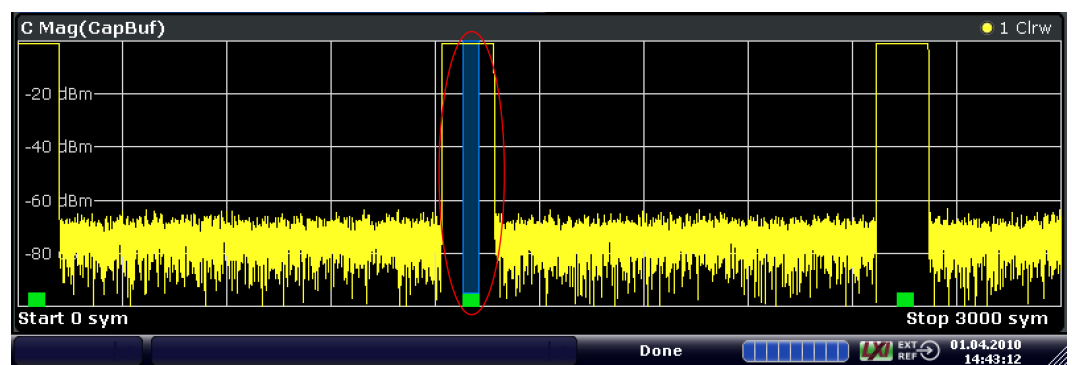 C Mag(CapBuf) 1 Clrw
-20 dBm
-40 dBm
-60 dBm
-80
Start 0 sym Stop 3000 sym
Done LXI EXT REF 01.04.2010
14:43:12